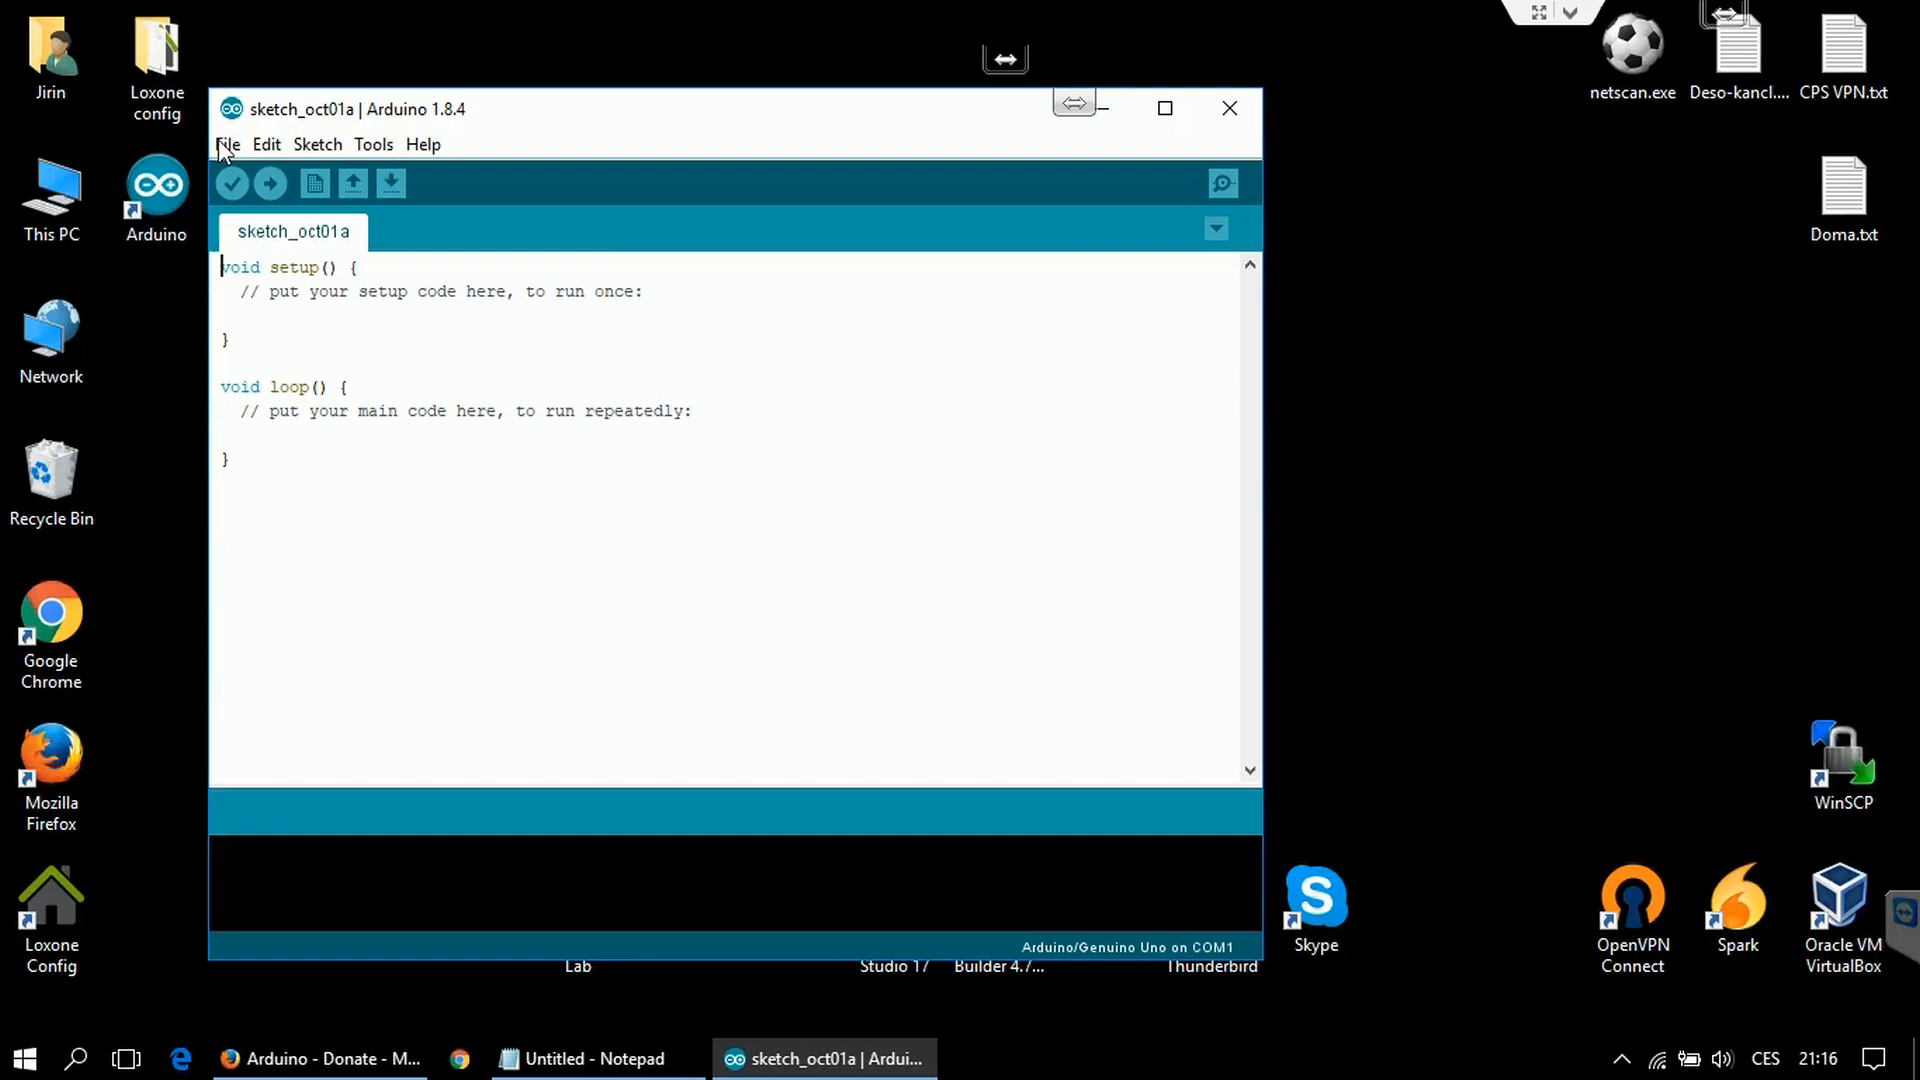 Jirin
Loxone
config
netscan.exe
Deso-kancl....
CPS VPN.txt
sketch_oct01a | Arduino 1.8.4
File Edit Sketch Tools Help
This PC
Arduino
Doma.txt
sketch_oct01a
void setup() {
// put your setup code here, to run once:
}
void loop() {
// put your main code here, to run repeatedly:
}
Network
Recycle Bin
Google
Chrome
Mozilla
Firefox
WinSCP
Loxone
Config
Arduino/Genuino Uno on COM1
Lab
Studio 17
Builder 4.7...
Thunderbird
Skype
OpenVPN
Connect
Spark
Oracle VM
VirtualBox
Arduino - Donate - M...
Untitled - Notepad
sketch_oct01a | Ardui...
CES
21:16